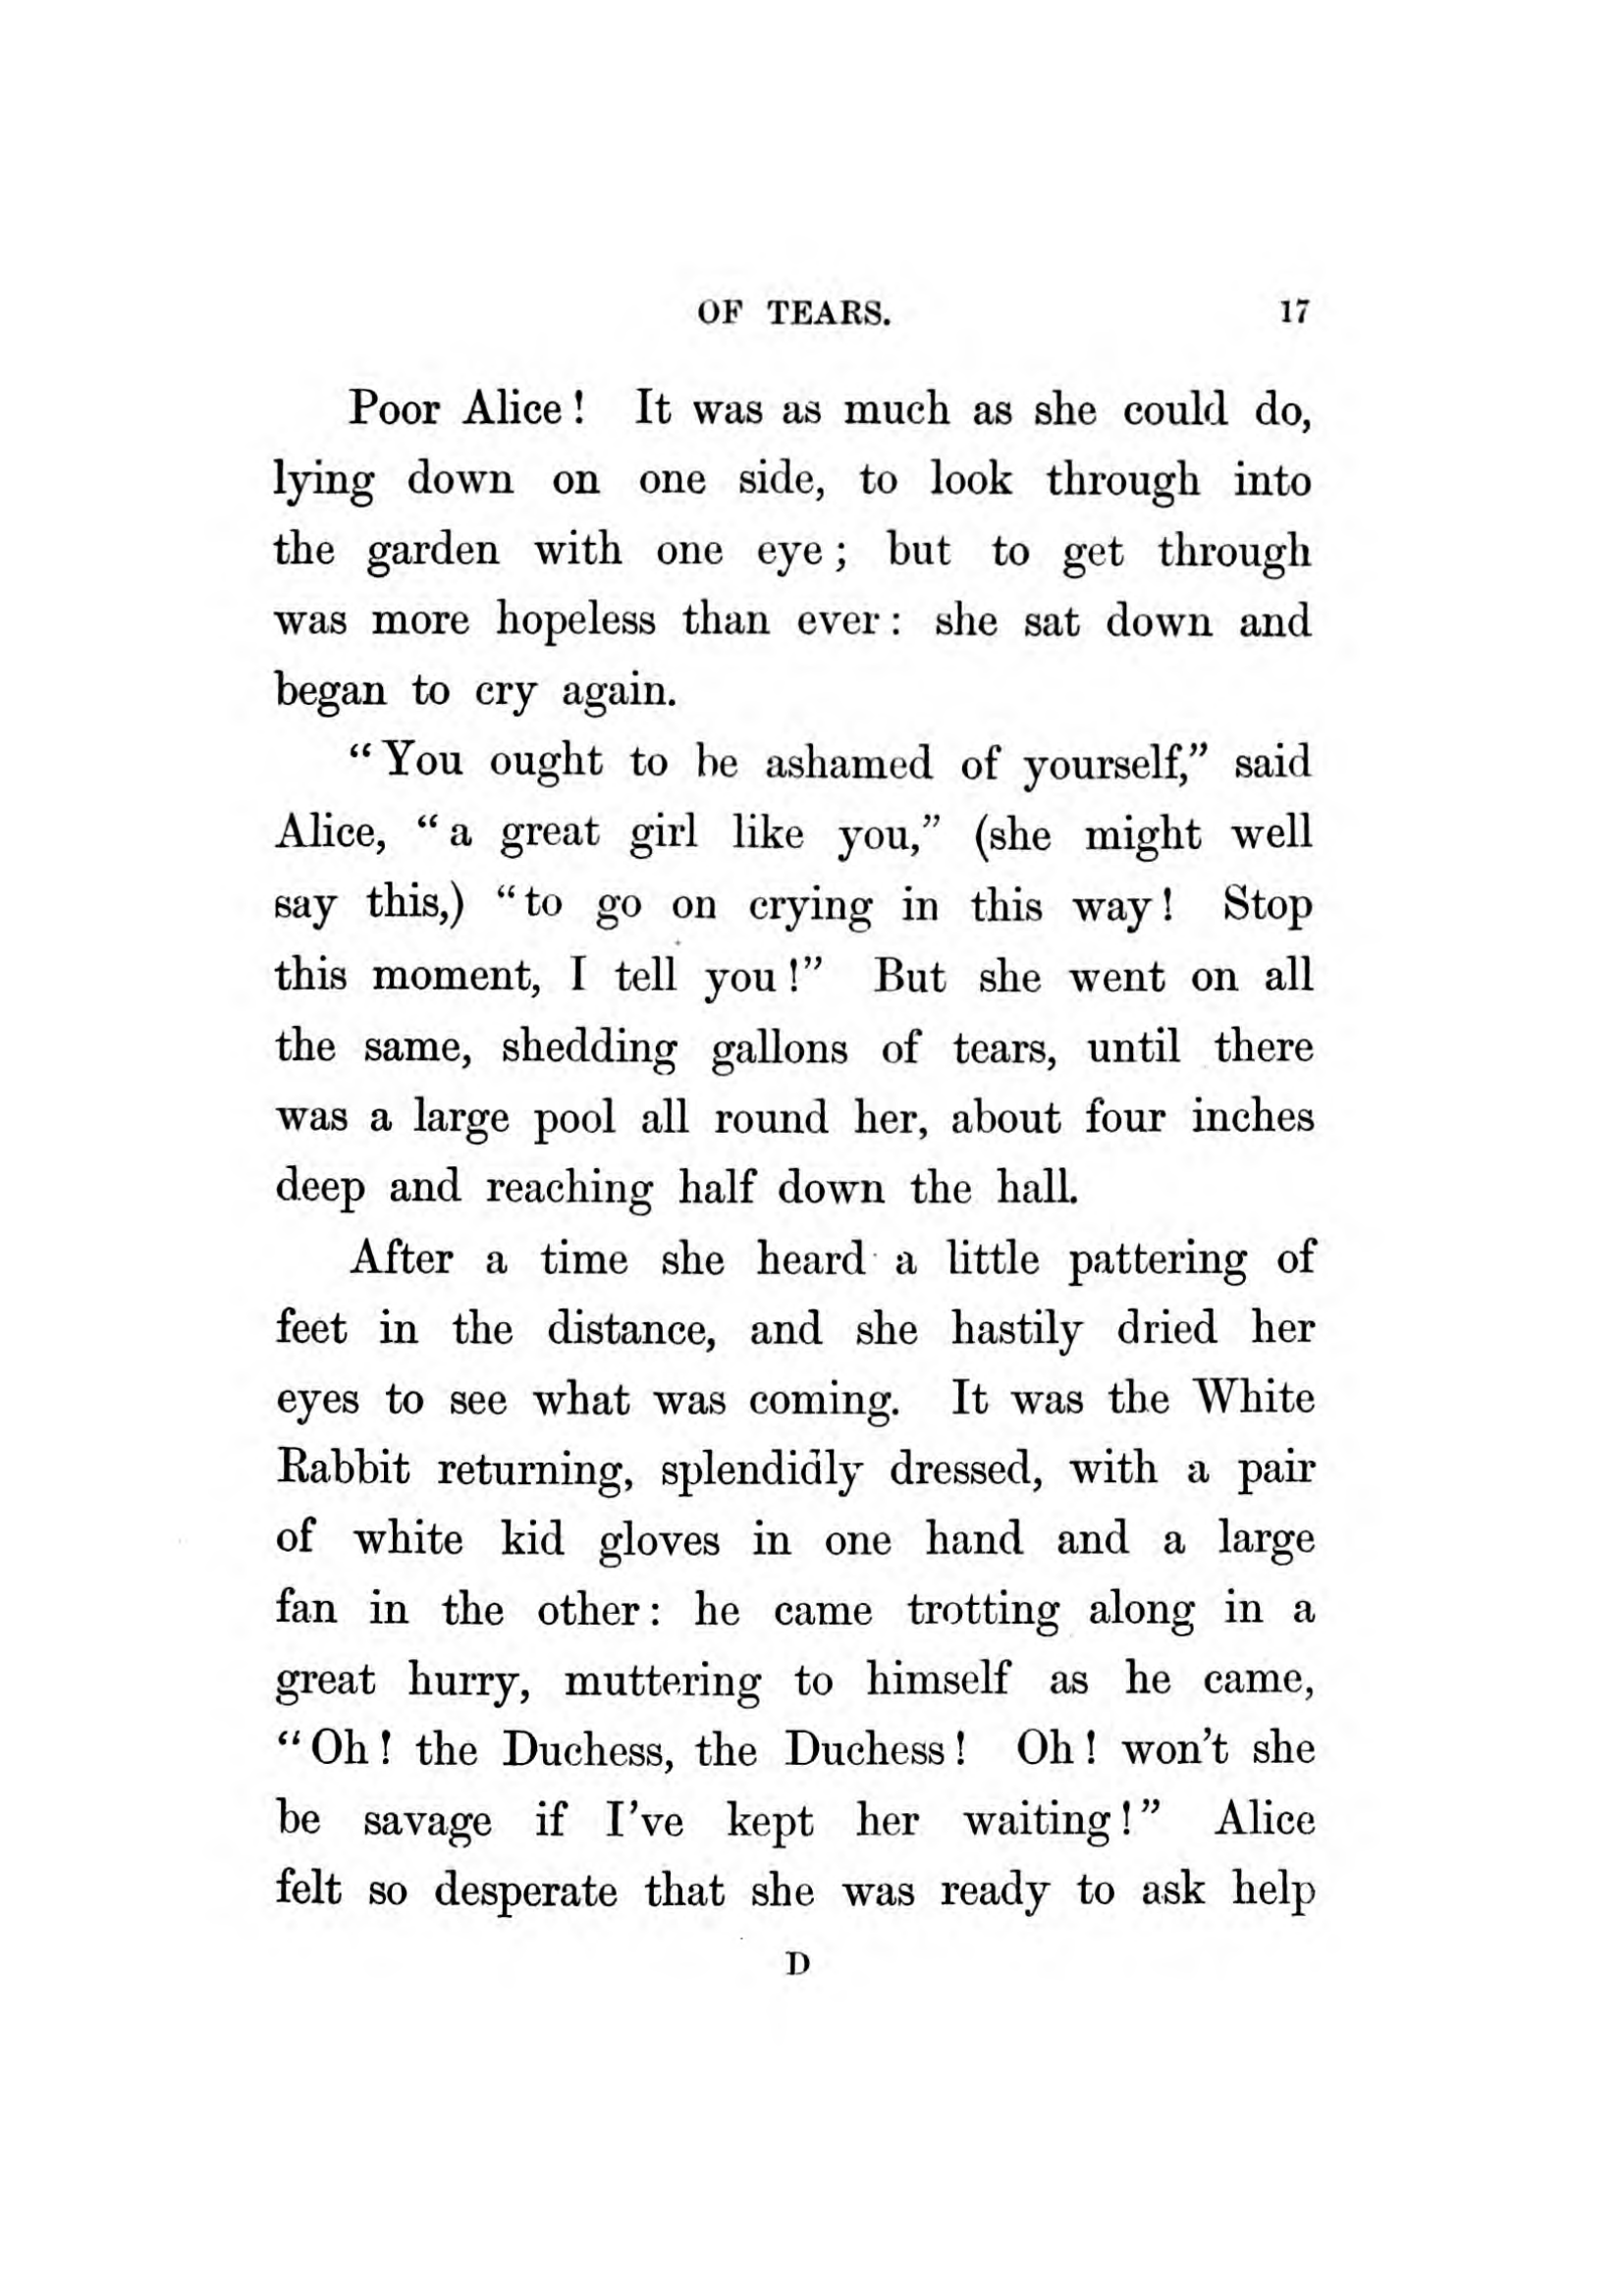 OF TEARS. 17
Poor Alice! It was as much as she could do,
lying down on one side, to look through into
the garden with one eye; but to get through
was more hopeless than ever: she sat down and
began to cry again.
“You ought to be ashamed of yourself,” said
Alice, “a great girl like you,” (she might well
say this,) “to go on crying in this way! Stop
this moment, I tell you!” But she went on all
the same, shedding gallons of tears, until there
was a large pool all round her, about four inches
deep and reaching half down the hall.
After a time she heard a little pattering of
feet in the distance, and she hastily dried her
eyes to see what was coming. It was the White
Rabbit returning, splendidly dressed, with a pair
of white kid gloves in one hand and a large
fan in the other: he came trotting along in a
great hurry, muttering to himself as he came,
“Oh! the Duchess, the Duchess! Oh! won’t she
be savage if I’ve kept her waiting!” Alice
felt so desperate that she was ready to ask help
D